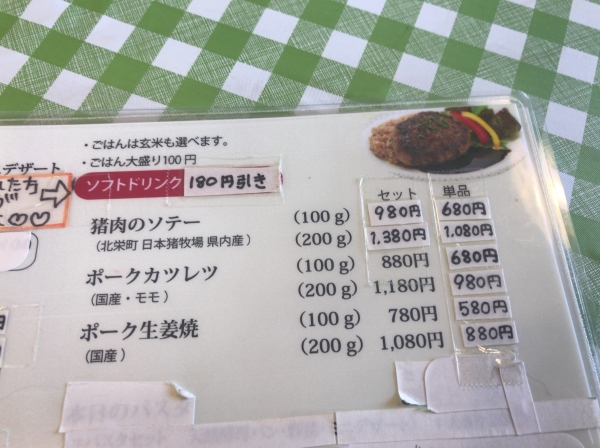 ・ごはんは玄米も選べます。
・ごはん大盛り100円
デザート
ソフトドリンク 180円引き
セット 単品
猪肉のソテー (100 g) 980円 680円
(北栄町 日本猪牧場 県内産) (200 g) 1.380円 1.080円
ポークカツレツ (100 g) 880円 680円
(国産・モモ) (200 g) 1,180円 980円
ポーク生姜焼 (100 g) 780円 580円
(国産) (200 g) 1,080円 880円